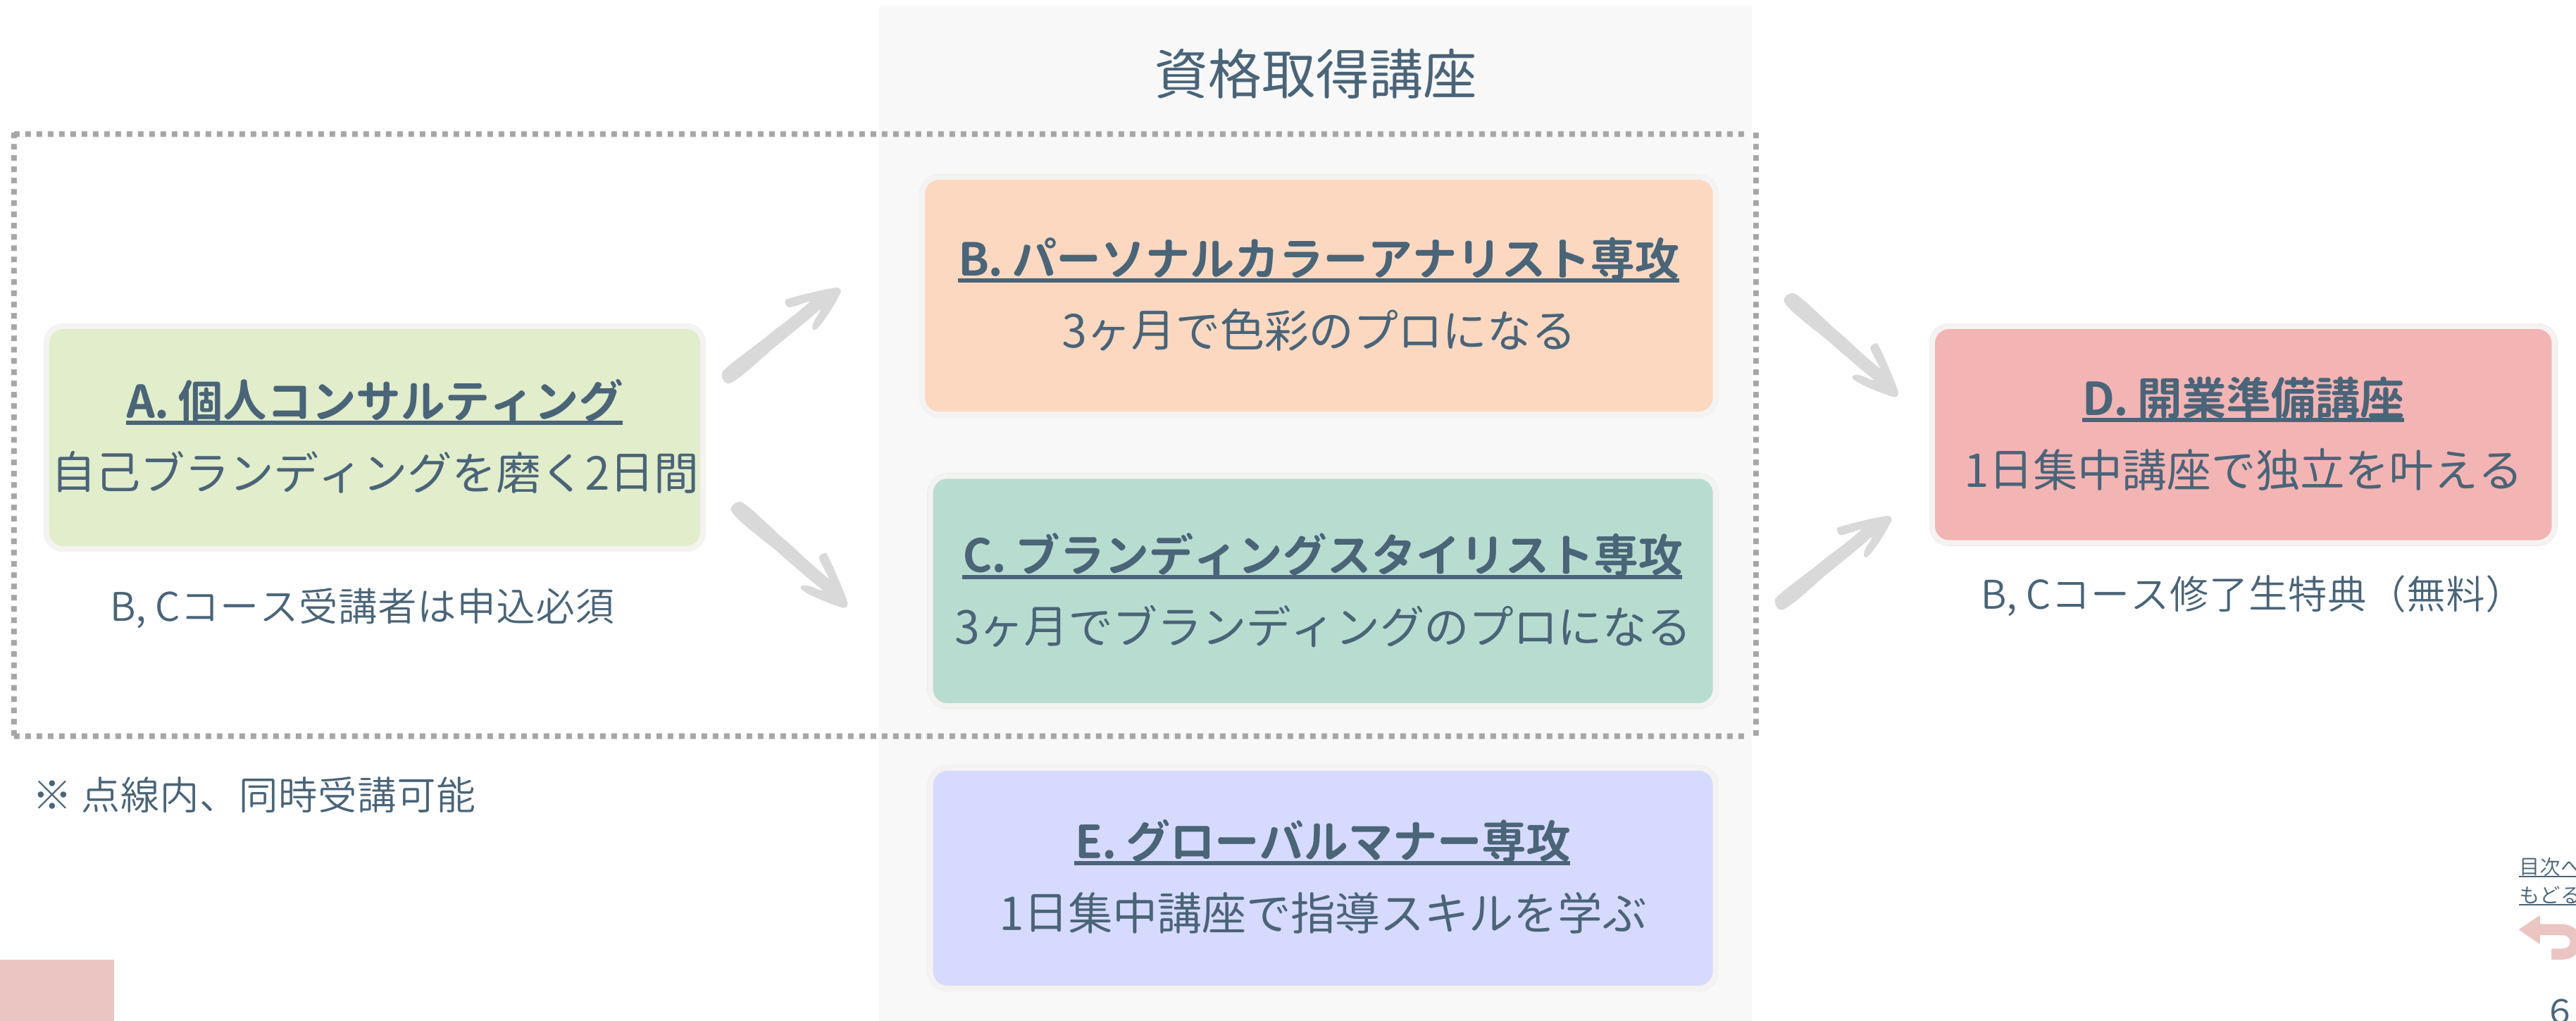 資格取得講座
A. 個人コンサルティング
自己ブランディングを磨く2日間
B, Cコース受講者は申込必須
B. パーソナルカラーアナリスト専攻
3ヶ月で色彩のプロになる
C. ブランディングスタイリスト専攻
3ヶ月でブランディングのプロになる
D. 開業準備講座
1日集中講座で独立を叶える
B, Cコース修了生特典（無料）
※ 点線内、同時受講可能
E. グローバルマナー専攻
1日集中講座で指導スキルを学ぶ
目次へ
もどる
6